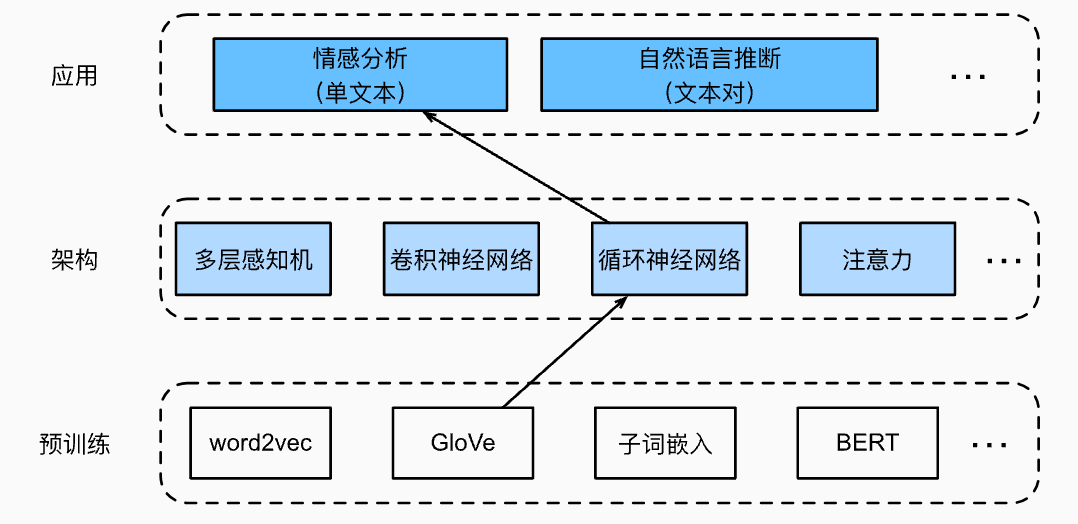 应用
情感分析
（单文本）
自然语言推断
（文本对）
...
架构
多层感知机
卷积神经网络
循环神经网络
注意力
...
预训练
word2vec
GloVe
子词嵌入
BERT
...